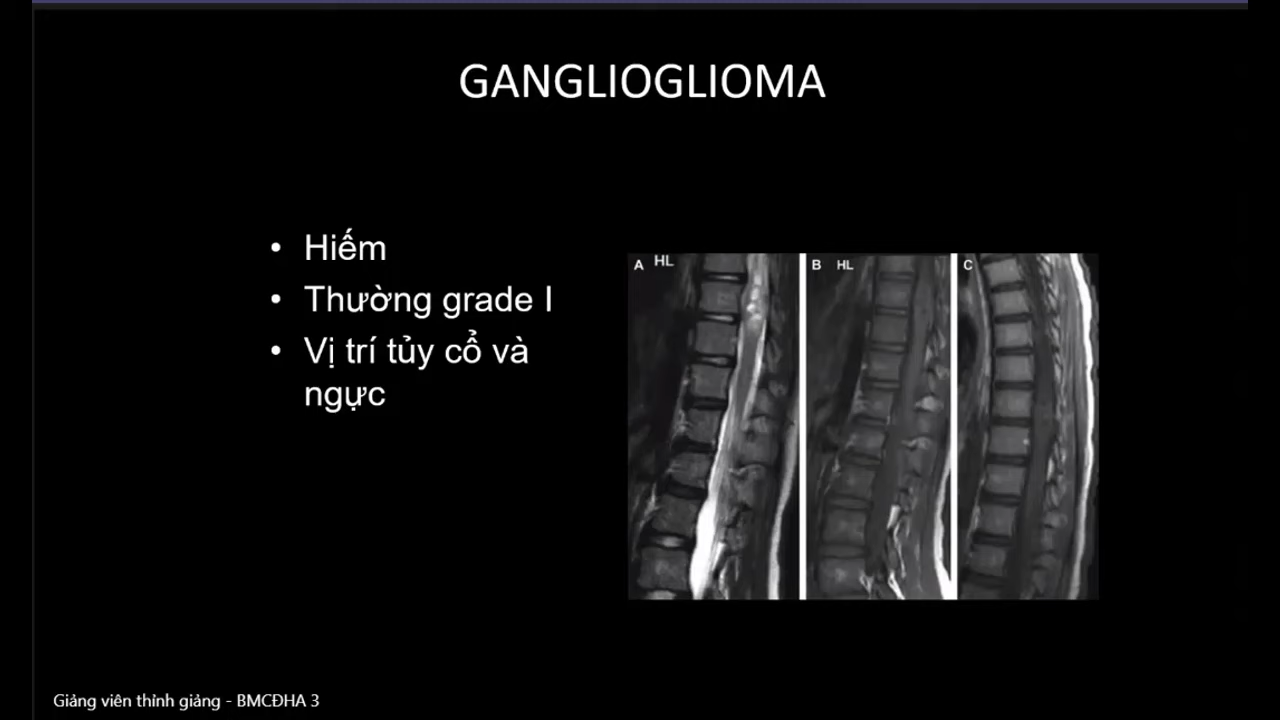 GANGLIOGLIOMA
• Hiếm
• Thường grade I
• Vị trí tủy cổ và
ngực
A HL
B HL
C
Giảng viên thỉnh giảng - BMCĐHA 3